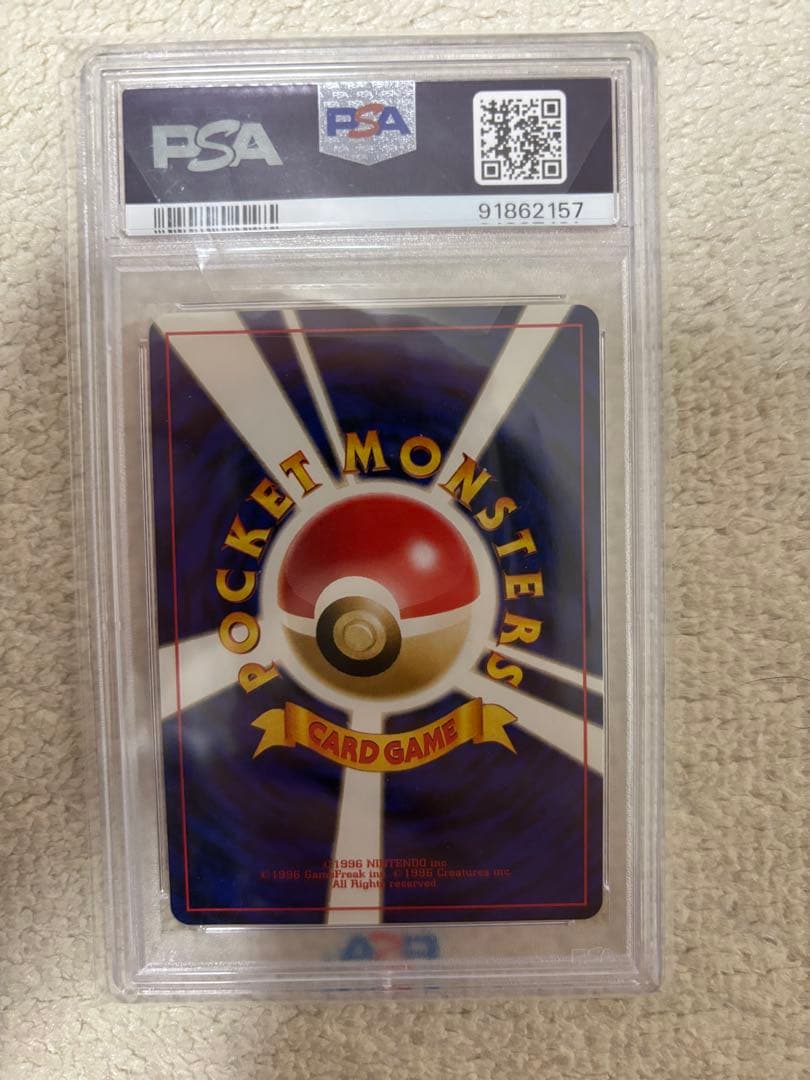 PSA
PSA
91862157
POCKET MONSTERS
CARD GAME
©1996 NINTENDO inc
©1996 GameFreak inc ©1996 Creatures inc
All Rights reserved
PSA